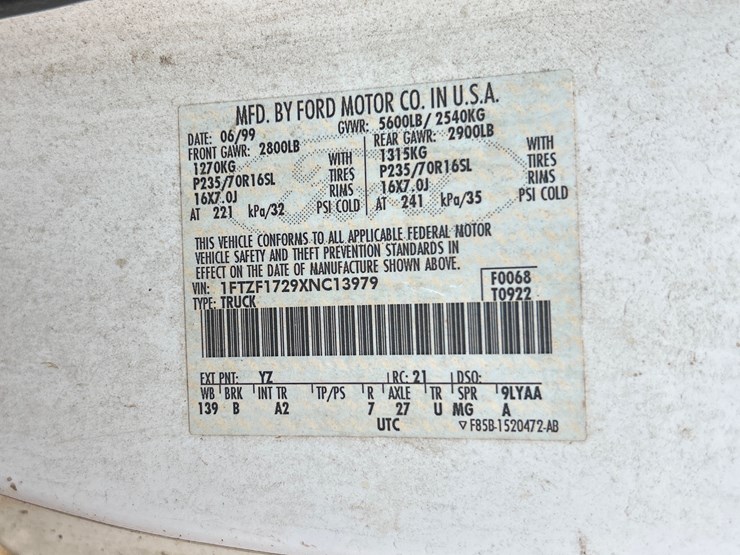 MFD. BY FORD MOTOR CO. IN U.S.A.
DATE: 06/99 GVWR: 5600LB/ 2540KG
FRONT GAWR: 2800LB REAR GAWR: 2900LB
1270KG WITH 1315KG WITH
P235/70R16SL TIRES P235/70R16SL TIRES
16X7.0J RIMS 16X7.0J RIMS
AT 221 kPa/32 PSI COLD AT 241 kPa/35 PSI COLD
THIS VEHICLE CONFORMS TO ALL APPLICABLE FEDERAL MOTOR
VEHICLE SAFETY AND THEFT PREVENTION STANDARDS IN
EFFECT ON THE DATE OF MANUFACTURE SHOWN ABOVE.
VIN: 1FTZF1729XNC13979 F0068
TYPE: TRUCK T0922
EXT PNT: YZ RC: 21 DSO:
WB BRK INT TR TP/PS R AXLE TR SPR 9LYAA
139 B A2 7 27 U MG A
UTC ▽ F85B-1520472-AB